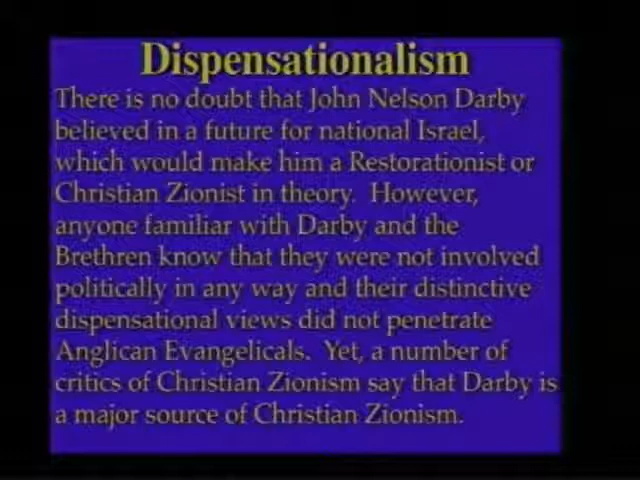 Dispensationalism
There is no doubt that John Nelson Darby
believed in a future for national Israel,
which would make him a Restorationist or
Christian Zionist in theory.  However,
anyone familiar with Darby and the
Brethren know that they were not involved
politically in any way and their distinctive
dispensational views did not penetrate
Anglican Evangelicals.  Yet, a number of
critics of Christian Zionism say that Darby is
a major source of Christian Zionism.